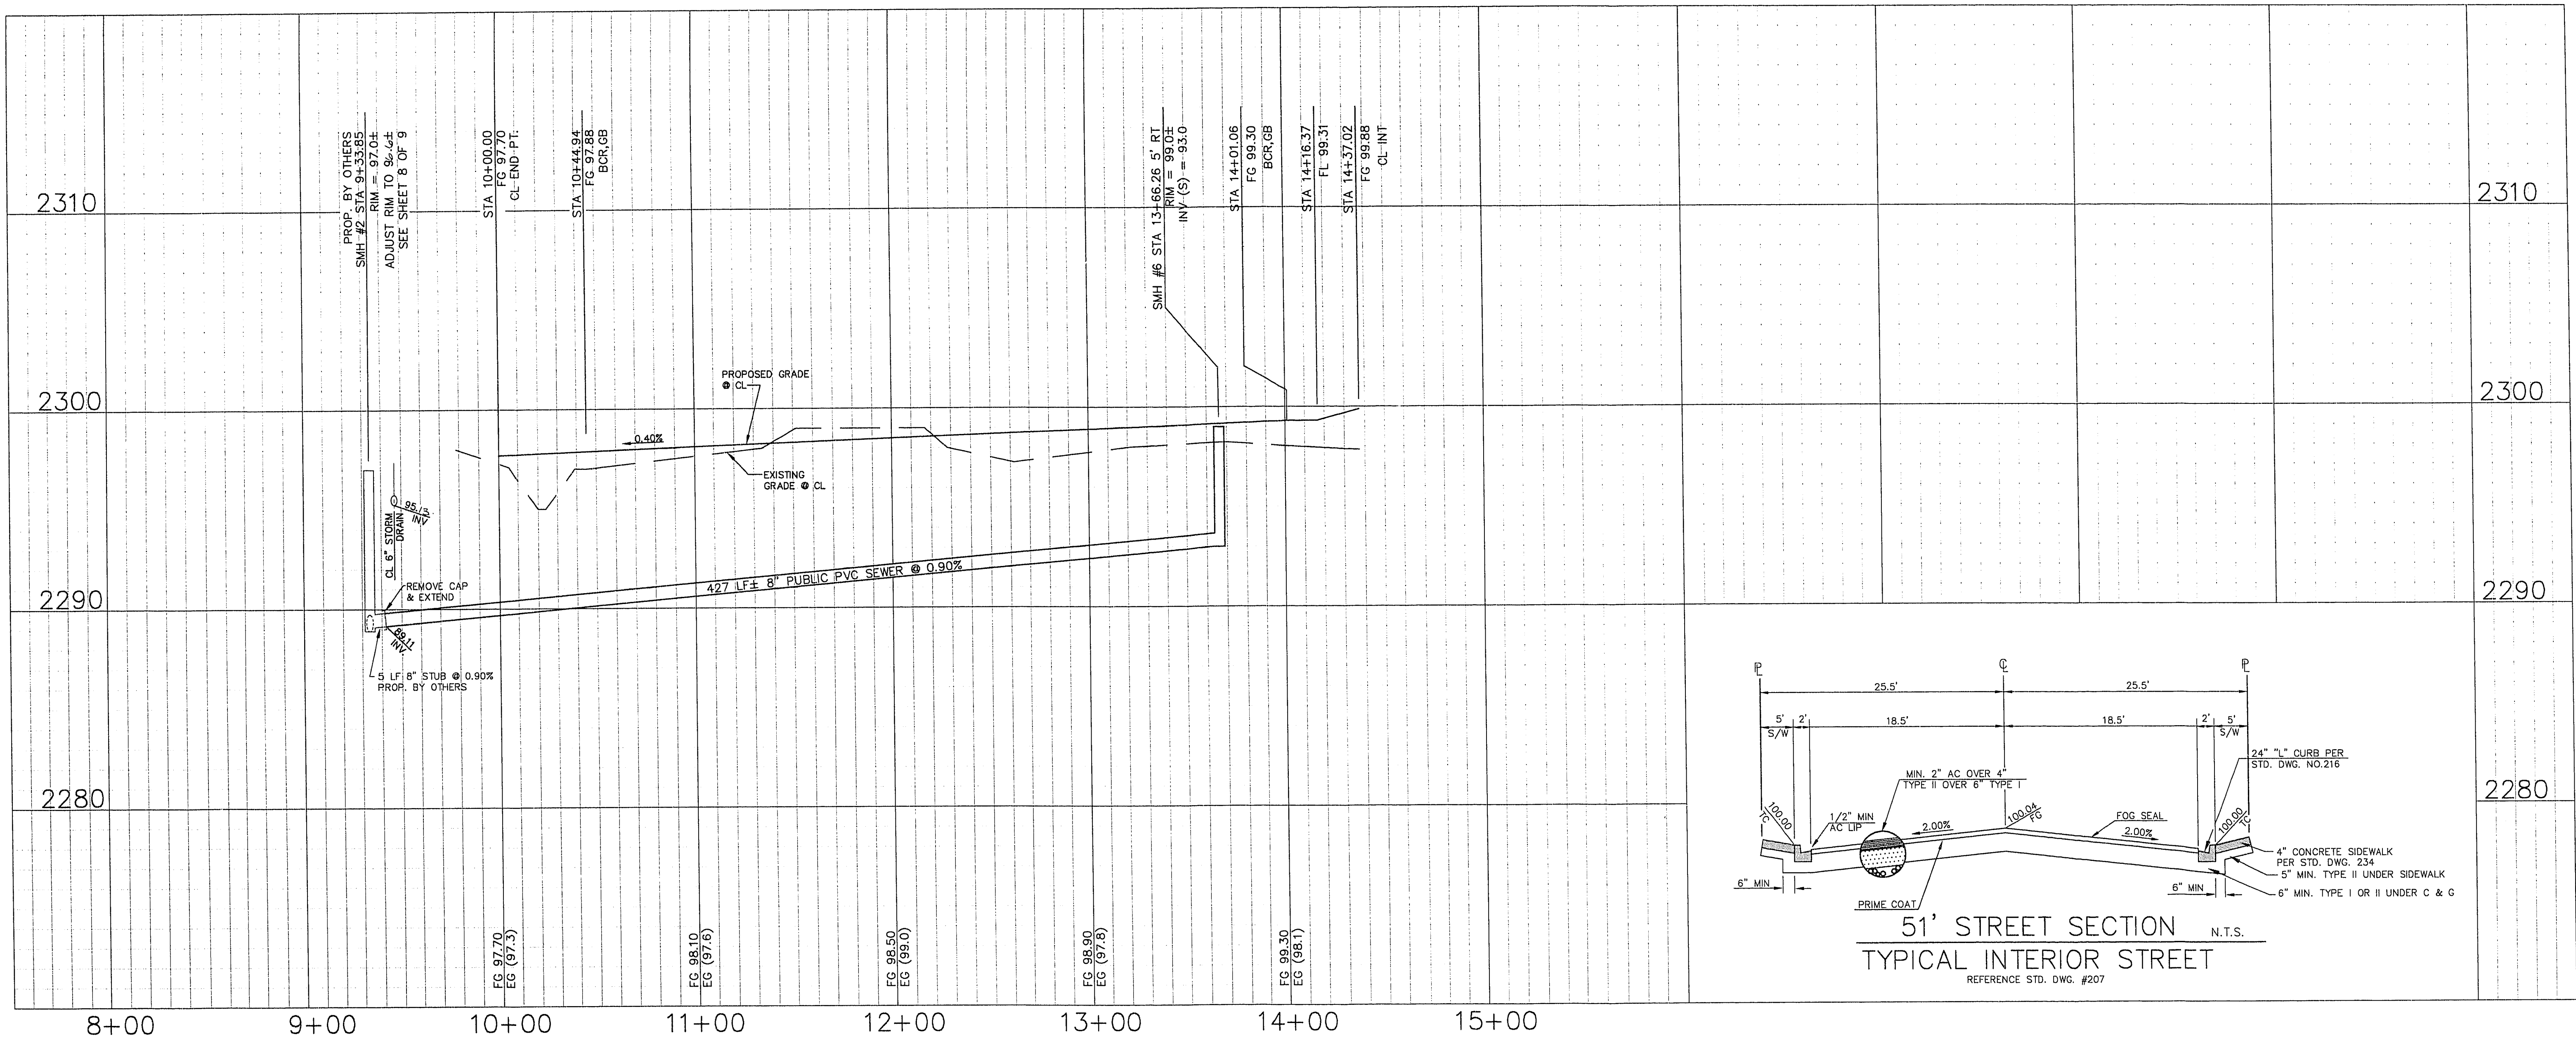 PROP. BY OTHERS
SMH #2 STA 9+33.85
RIM = 97.0±
ADJUST RIM TO 96.6±
SEE SHEET 8 OF 9
STA 10+00.00
FG 97.70
CL END PT.
STA 10+44.94
FG 97.88
BCR,GB
SMH #6 STA 13+66.26 5' RT
RIM = 99.0±
INV (S) = 93.0
STA 14+01.06
FG 99.30
BCR,GB
STA 14+16.37
FL 99.31
STA 14+37.02
FG 99.88
CL INT
2310
2310
2300
2300
PROPOSED GRADE
@ CL
0.40%
EXISTING
GRADE @ CL
95.13
INV
CL 6" STORM
DRAIN
REMOVE CAP
& EXTEND
427 LF± 8" PUBLIC PVC SEWER @ 0.90%
2290
2290
89.11
INV.
5 LF 8" STUB @ 0.90%
PROP. BY OTHERS
2280
2280
FG 97.70
EG (97.3)
FG 98.10
EG (97.6)
FG 98.50
EG (99.0)
FG 98.90
EG (97.8)
FG 99.30
EG (98.1)
8+00
9+00
10+00
11+00
12+00
13+00
14+00
15+00
PL
CL
PL
25.5'
25.5'
5'
S/W
2'
18.5'
18.5'
2'
5'
S/W
24" "L" CURB PER
STD. DWG. NO.216
MIN. 2" AC OVER 4"
TYPE II OVER 6" TYPE I
100.00
TC
1/2" MIN
AC LIP
2.00%
100.04
FG
FOG SEAL
2.00%
100.00
TC
4" CONCRETE SIDEWALK
PER STD. DWG. 234
5" MIN. TYPE II UNDER SIDEWALK
6" MIN. TYPE I OR II UNDER C & G
6" MIN
6" MIN
PRIME COAT
51' STREET SECTION N.T.S.
TYPICAL INTERIOR STREET
REFERENCE STD. DWG. #207